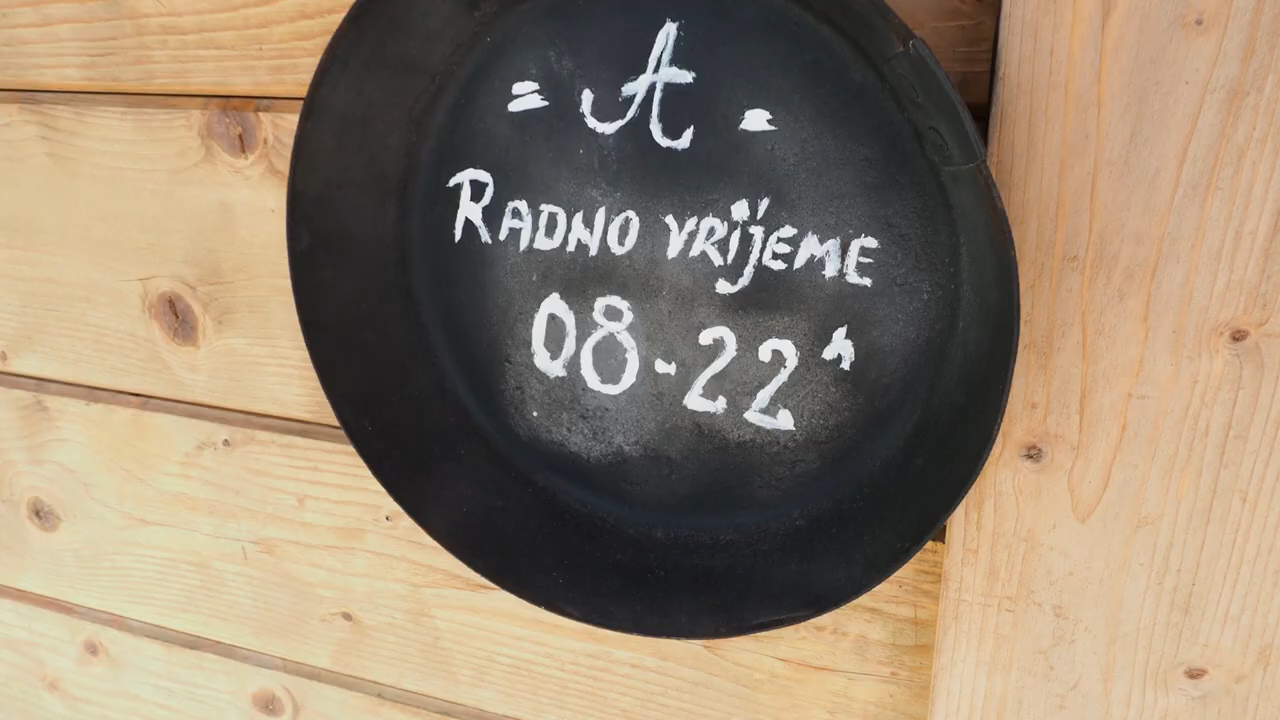 = A =
RADNO VRIJEME
08-22 h